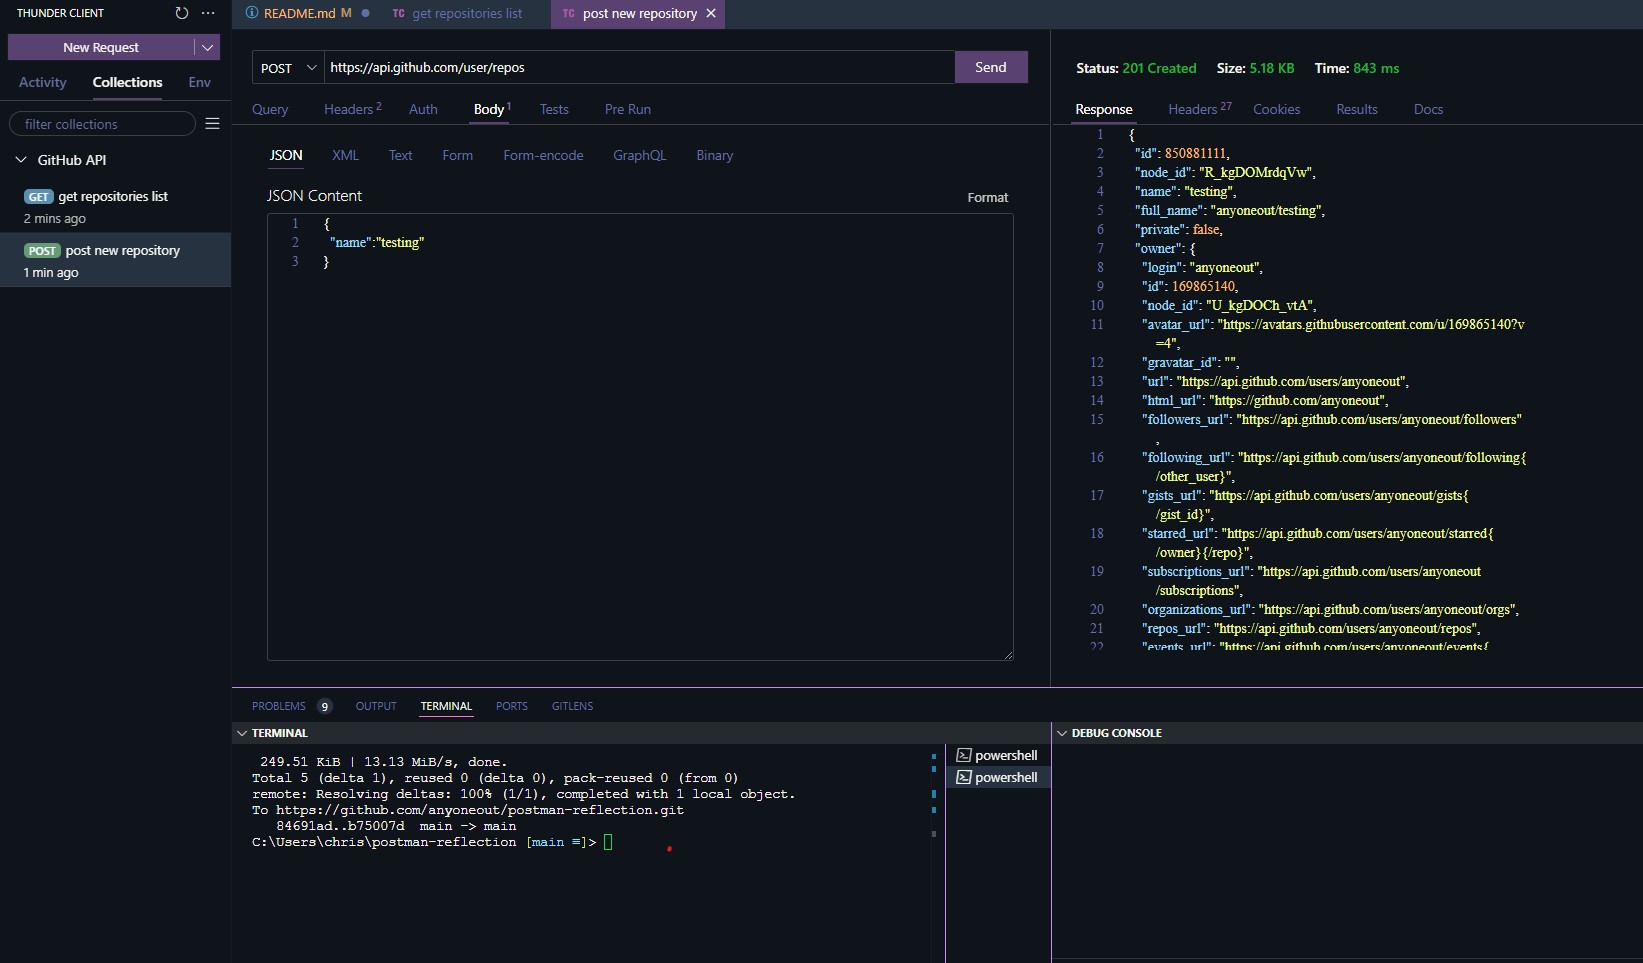 THUNDER CLIENT
New Request
Activity Collections Env
filter collections
GitHub API
GET get repositories list
2 mins ago
POST post new repository
1 min ago
README.md M
TC get repositories list
TC post new repository
POST https://api.github.com/user/repos Send
Query Headers 2 Auth Body 1 Tests Pre Run
JSON XML Text Form Form-encode GraphQL Binary
JSON Content Format
1 {
2 "name":"testing"
3 }
Status: 201 Created Size: 5.18 KB Time: 843 ms
Response Headers 27 Cookies Results Docs
1 {
2 "id": 850881111,
3 "node_id": "R_kgDOMrdqVw",
4 "name": "testing",
5 "full_name": "anyoneout/testing",
6 "private": false,
7 "owner": {
8 "login": "anyoneout",
9 "id": 169865140,
10 "node_id": "U_kgDOCh_vtA",
11 "avatar_url": "https://avatars.githubusercontent.com/u/169865140?v
=4",
12 "gravatar_id": "",
13 "url": "https://api.github.com/users/anyoneout",
14 "html_url": "https://github.com/anyoneout",
15 "followers_url": "https://api.github.com/users/anyoneout/followers"
,
16 "following_url": "https://api.github.com/users/anyoneout/following{
/other_user}",
17 "gists_url": "https://api.github.com/users/anyoneout/gists{
/gist_id}",
18 "starred_url": "https://api.github.com/users/anyoneout/starred{
/owner}{/repo}",
19 "subscriptions_url": "https://api.github.com/users/anyoneout
/subscriptions",
20 "organizations_url": "https://api.github.com/users/anyoneout/orgs",
21 "repos_url": "https://api.github.com/users/anyoneout/repos",
22 "events_url": "https://api.github.com/users/anyoneout/events{
PROBLEMS 9 OUTPUT TERMINAL PORTS GITLENS
TERMINAL
249.51 KiB | 13.13 MiB/s, done.
Total 5 (delta 1), reused 0 (delta 0), pack-reused 0 (from 0)
remote: Resolving deltas: 100% (1/1), completed with 1 local object.
To https://github.com/anyoneout/postman-reflection.git
84691ad..b75007d main -> main
C:\Users\chris\postman-reflection [main ≡]>
powershell
powershell
DEBUG CONSOLE